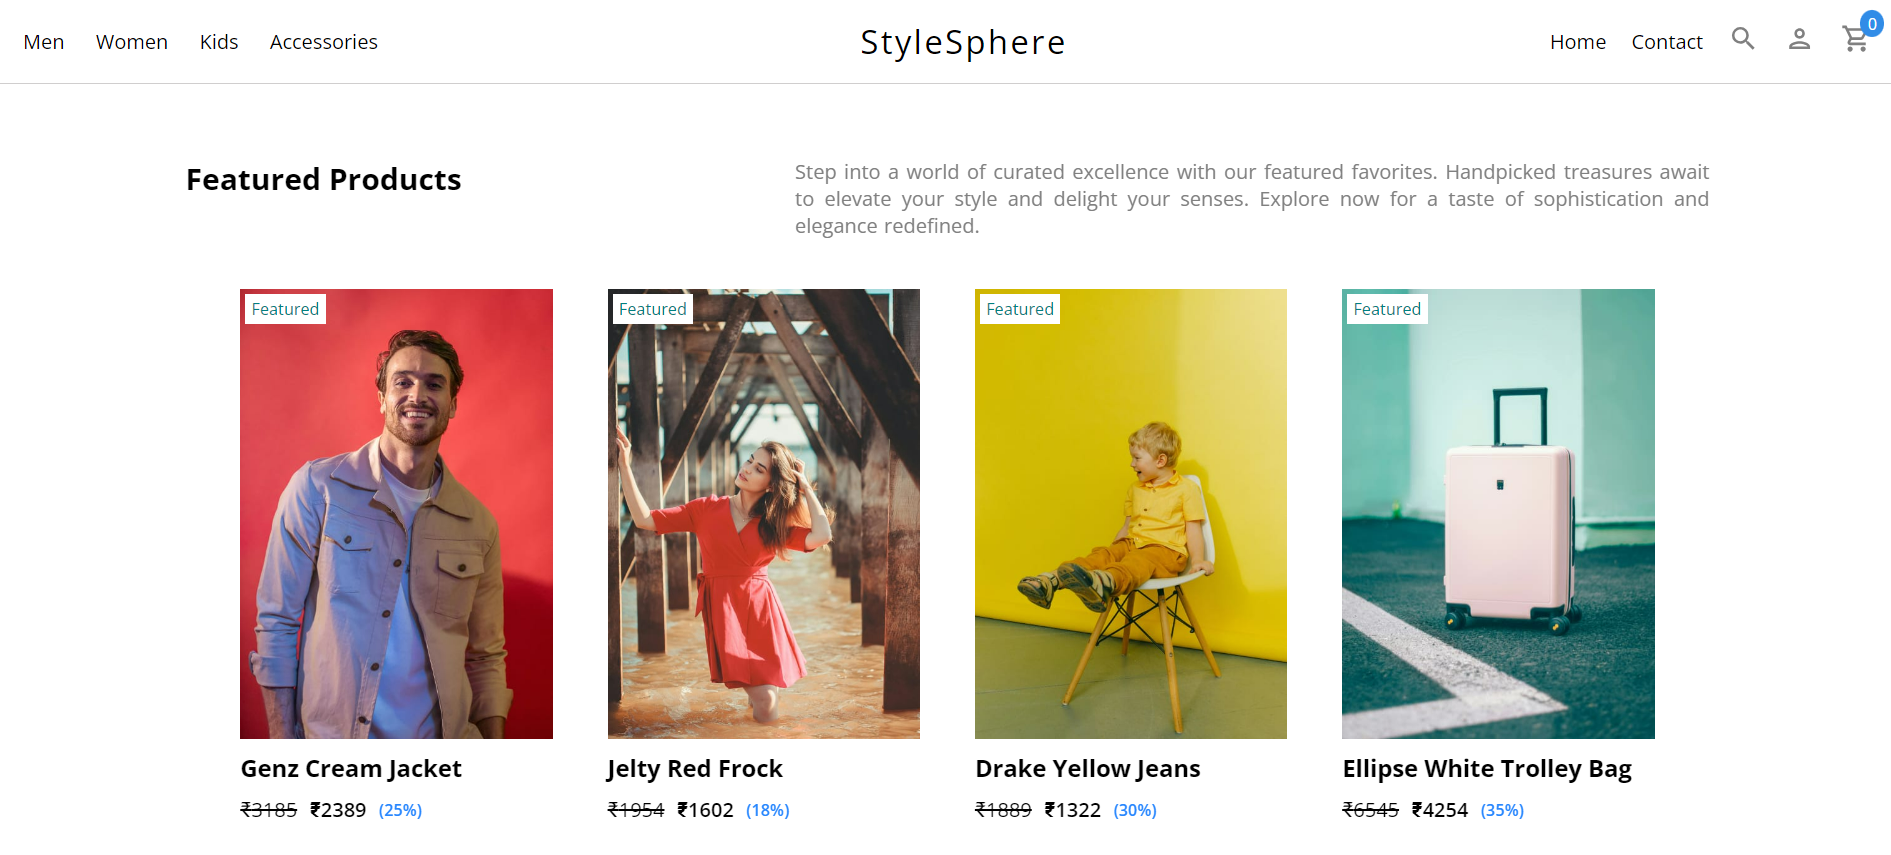 Men Women Kids Accessories StyleSphere Home Contact 0
Featured Products
Step into a world of curated excellence with our featured favorites. Handpicked treasures await
to elevate your style and delight your senses. Explore now for a taste of sophistication and
elegance redefined.
Featured Featured Featured Featured
Genz Cream Jacket
₹3185 ₹2389 (25%)
Jelty Red Frock
₹1954 ₹1602 (18%)
Drake Yellow Jeans
₹1889 ₹1322 (30%)
Ellipse White Trolley Bag
₹6545 ₹4254 (35%)